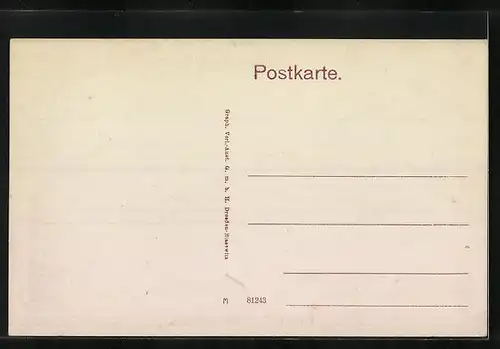 Postkarte.
Graph. Verl.-Anst. G. m. b. H. Dresden-Blasewitz
M 81243